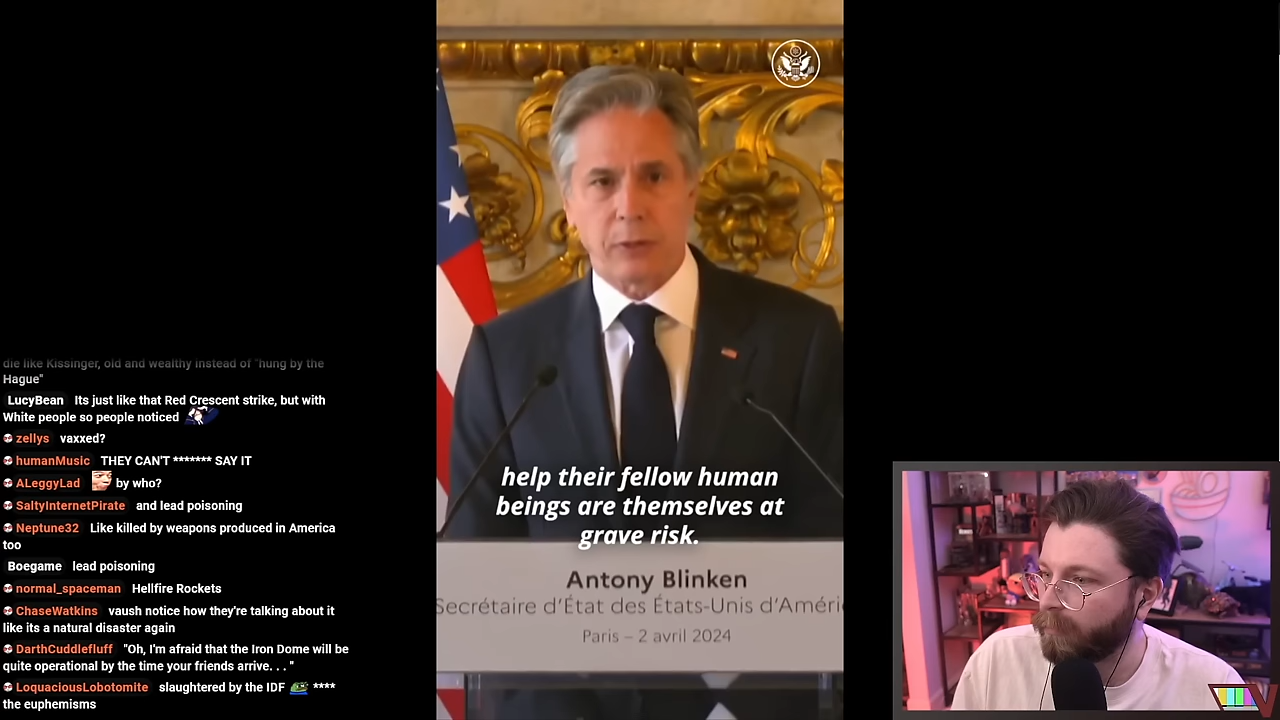 die like Kissinger, old and wealthy instead of "hung by the
Hague"
LucyBean Its just like that Red Crescent strike, but with
White people so people noticed
zellys vaxxed?
humanMusic THEY CAN'T ******* SAY IT
ALeggyLad by who?
SaltyInternetPirate and lead poisoning
Neptune32 Like killed by weapons produced in America
too
Boegame lead poisoning
normal_spaceman Hellfire Rockets
ChaseWatkins vaush notice how they're talking about it
like its a natural disaster again
DarthCuddlefluff "Oh, I'm afraid that the Iron Dome will be
quite operational by the time your friends arrive. . . "
LoquaciousLobotomite slaughtered by the IDF ****
the euphemisms
help their fellow human
beings are themselves at
grave risk.
Antony Blinken
Secrétaire d'État des États-Unis d'Améri
Paris – 2 avril 2024
V